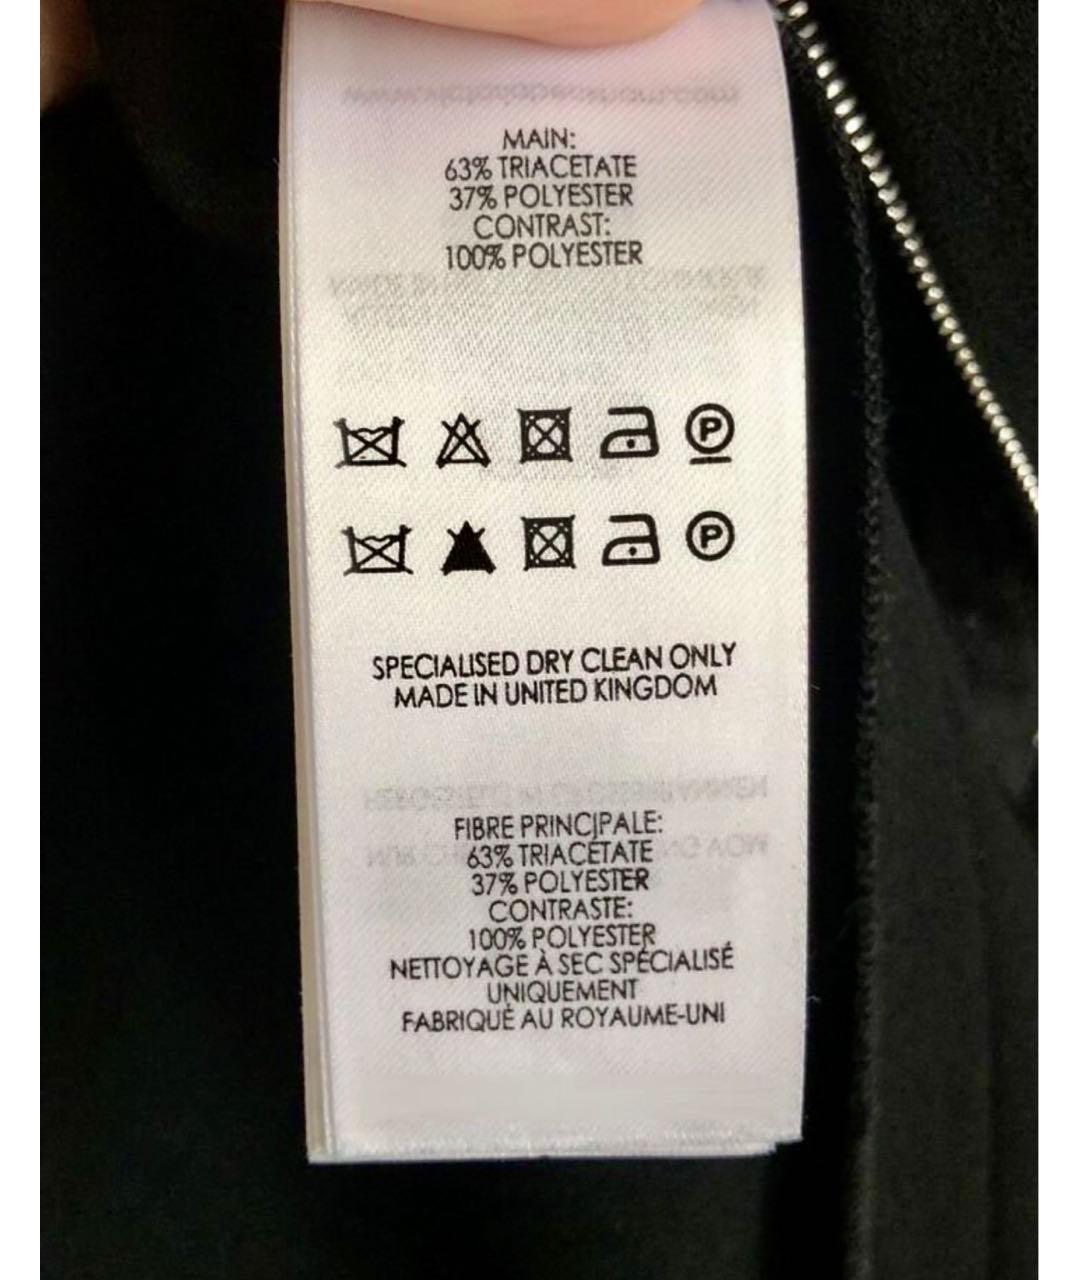 MAIN:
63% TRIACETATE
37% POLYESTER
CONTRAST:
100% POLYESTER
P
P
SPECIALISED DRY CLEAN ONLY
MADE IN UNITED KINGDOM
FIBRE PRINCIPALE:
63% TRIACÉTATE
37% POLYESTER
CONTRASTE:
100% POLYESTER
NETTOYAGE À SEC SPÉCIALISÉ
UNIQUEMENT
FABRIQUÉ AU ROYAUME-UNI